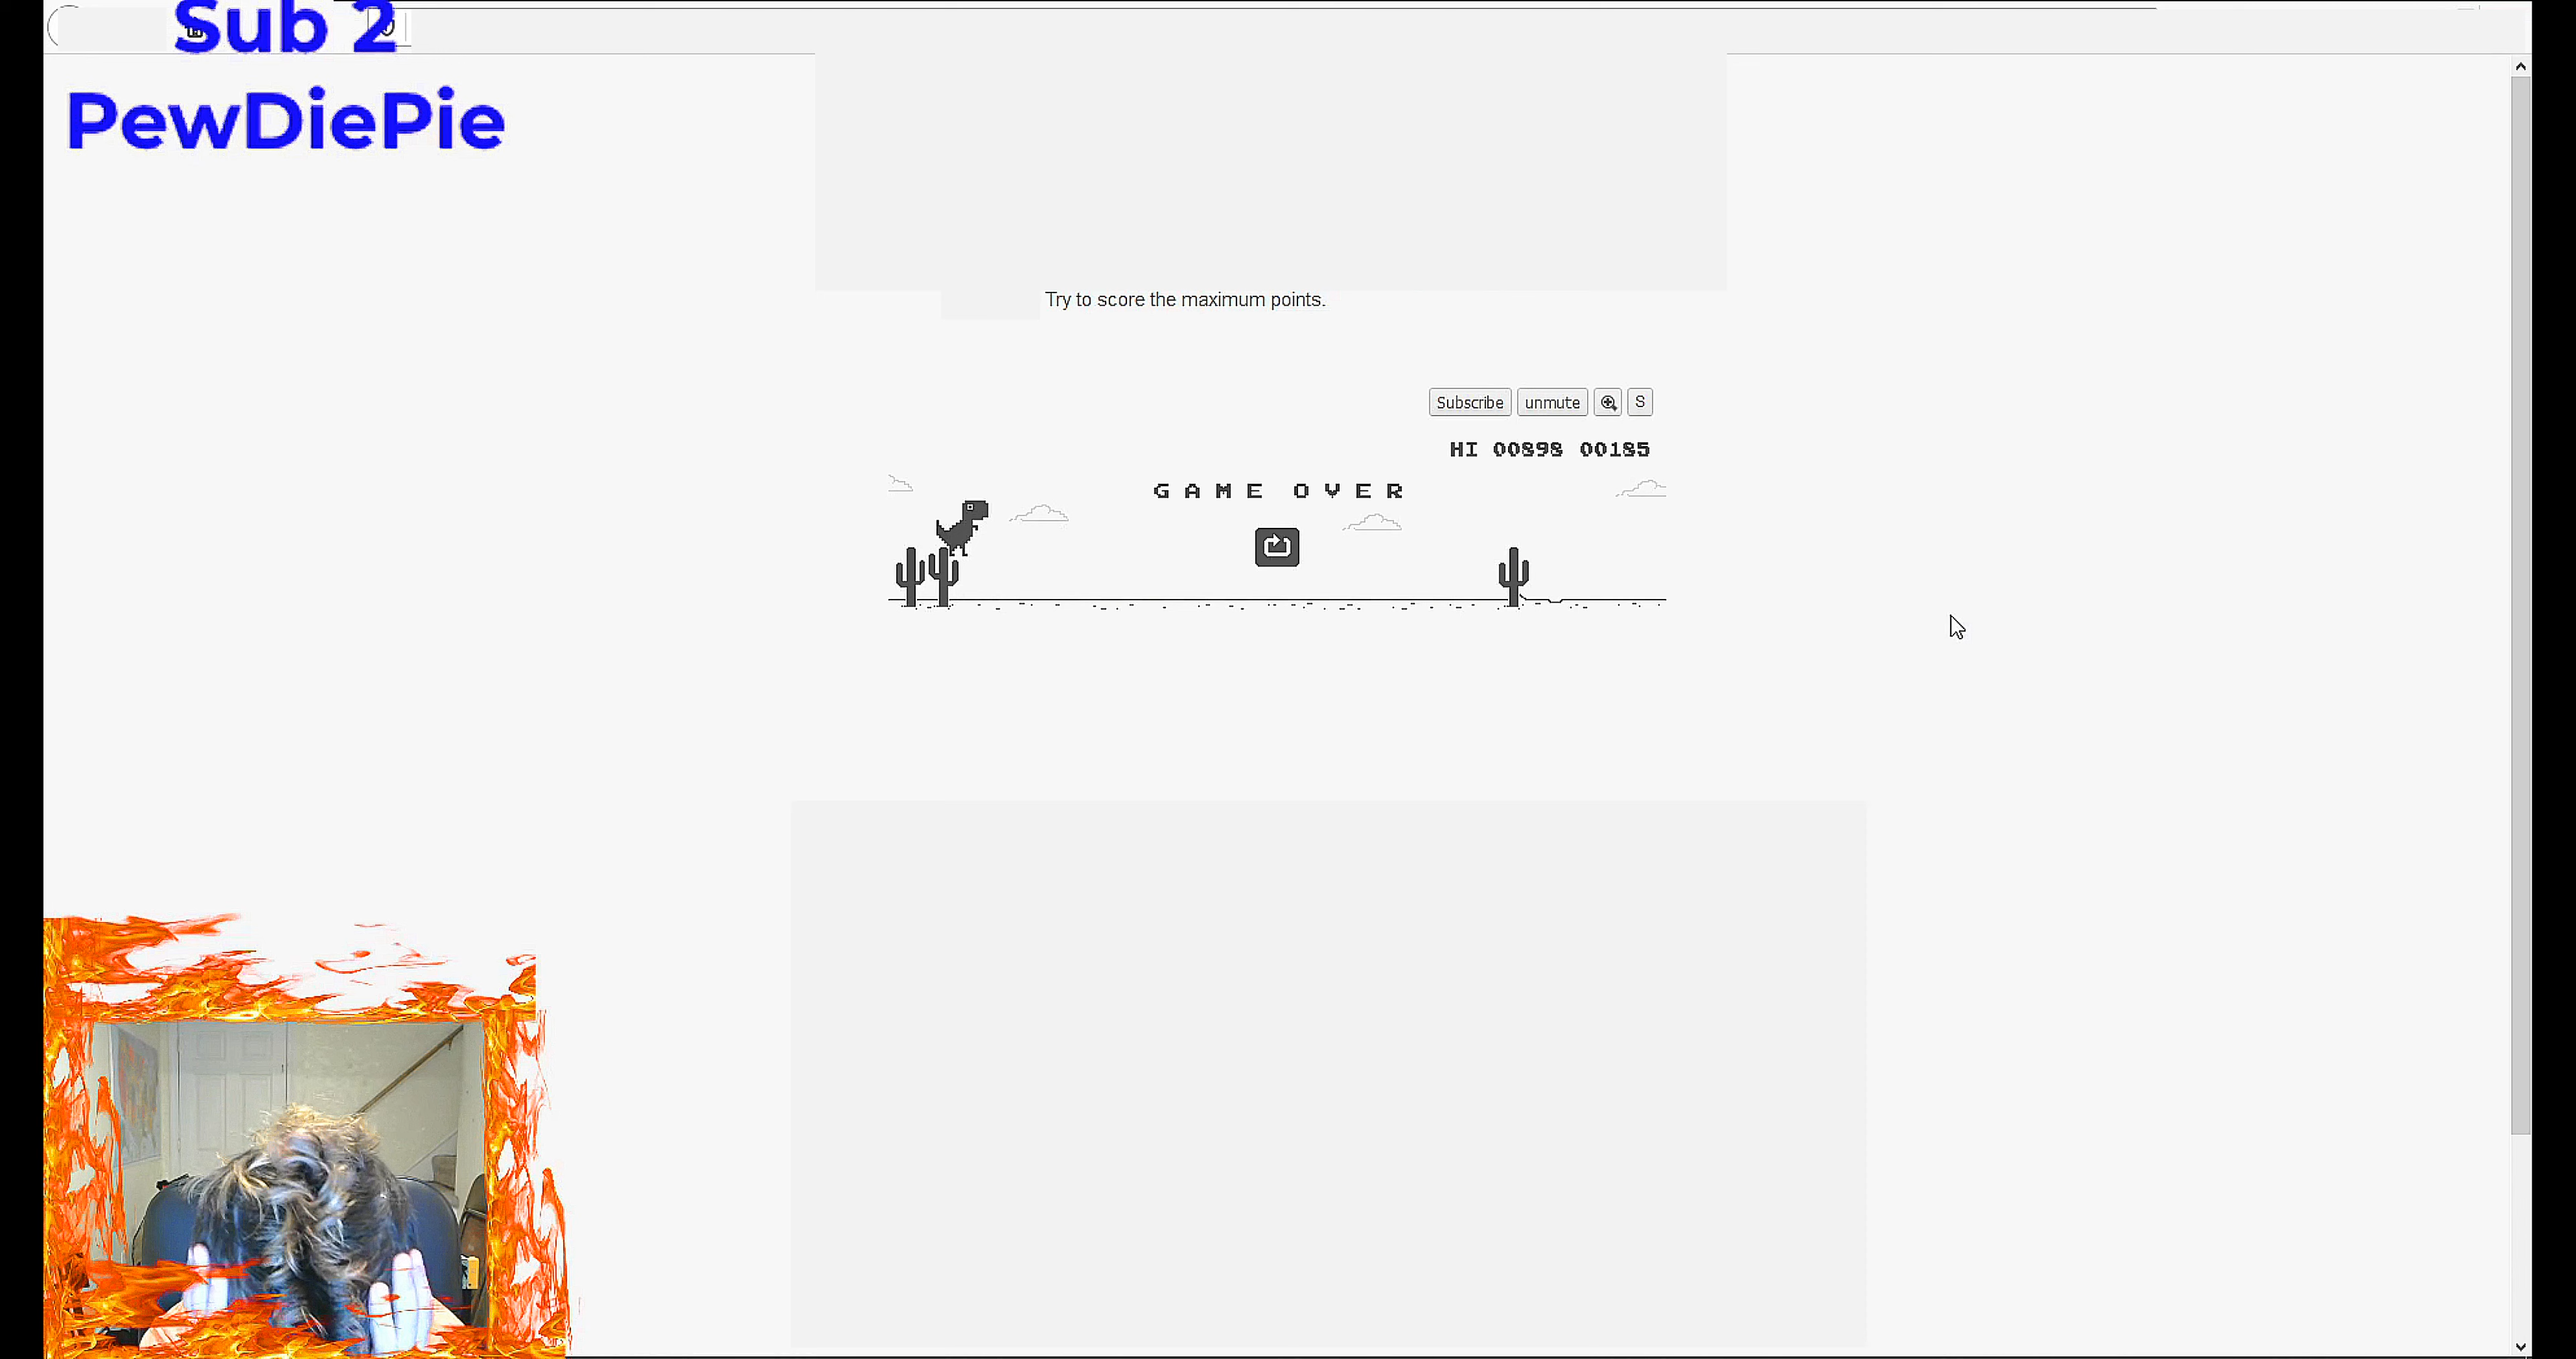 Sub 2
PewDiePie
Try to score the maximum points.
Subscribe unmute S
HI 00898 00185
GAME OVER